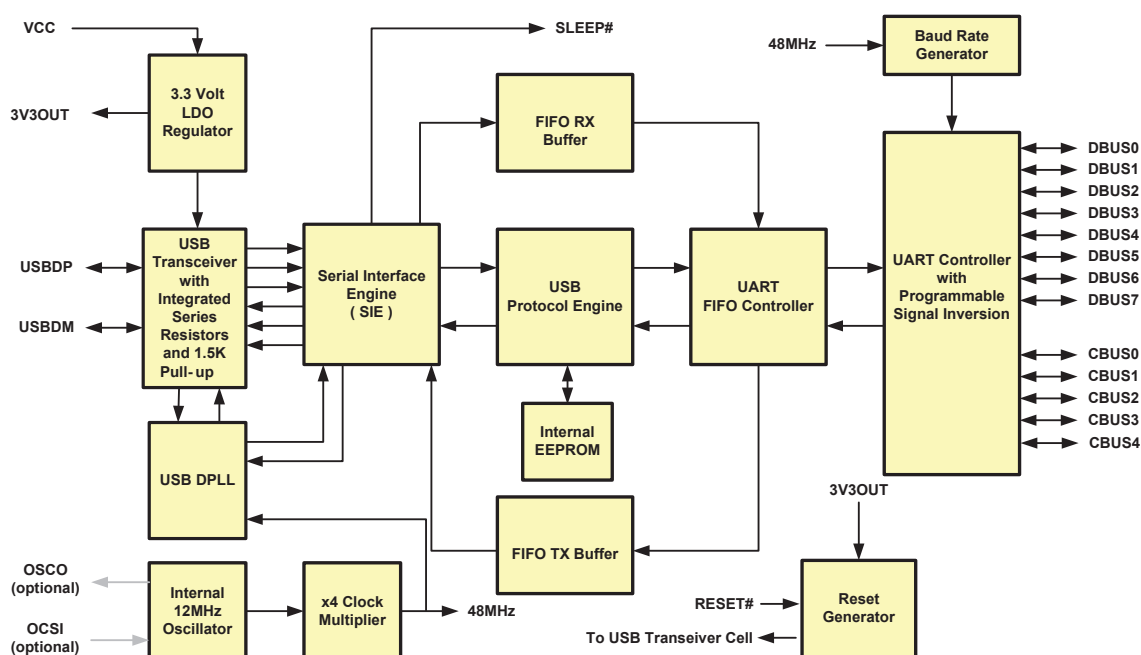 VCC
SLEEP#
48MHz
Baud Rate
Generator
3.3 Volt
LDO
Regulator
3V3OUT
FIFO RX
Buffer
DBUS0
DBUS1
DBUS2
DBUS3
DBUS4
DBUS5
DBUS6
DBUS7
USB
Transceiver
with
Integrated
Series
Resistors
and 1.5K
Pull- up
USBDP
USBDM
Serial Interface
Engine
( SIE )
USB
Protocol Engine
UART
FIFO Controller
UART Controller
with
Programmable
Signal Inversion
CBUS0
CBUS1
CBUS2
CBUS3
CBUS4
Internal
EEPROM
USB DPLL
3V3OUT
FIFO TX Buffer
OSCO
(optional)
OCSI
(optional)
Internal
12MHz
Oscillator
x4 Clock
Multiplier
48MHz
RESET#
Reset
Generator
To USB Transeiver Cell